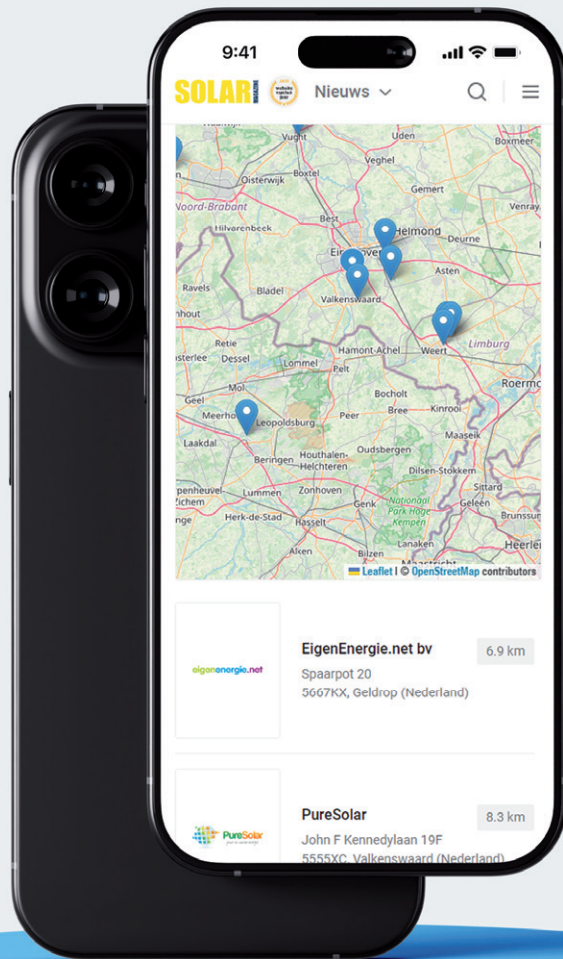 9:41
SOLAR MAGAZINE
Nieuws
Vught
Uden
Boxmeer
Oisterwijk
Boxtel
Veghel
Gemert
Noord-Brabant
Venray
Hilvarenbeek
Best
Helmond
Deurne
Asten
Ravels
Bladel
Valkenswaard
Retie
Dessel
Lommel
Hamont-Achel
Weert
Limburg
Pelt
Mol
Geel
Bocholt
Leopoldsburg
Peer
Bree
Kinrooi
Laakdal
Maaseik
Beringen
Houthalen-
Helchteren
Oudsbergen
Dilsen-Stokkem
Lummen
Zonhoven
Sittard
Genk
Nationaal
Park Hoge
Kempen
Geleen
Herk-de-Stad
Hasselt
Lanaken
Alken
Bilzen
Leaflet | © OpenStreetMap contributors
eigenenergie.net
EigenEnergie.net bv
6.9 km
Spaarpot 20
5667KX, Geldrop (Nederland)
PureSolar
PureSolar
8.3 km
John F Kennedylaan 19F
5555XC, Valkenswaard (Nederland)